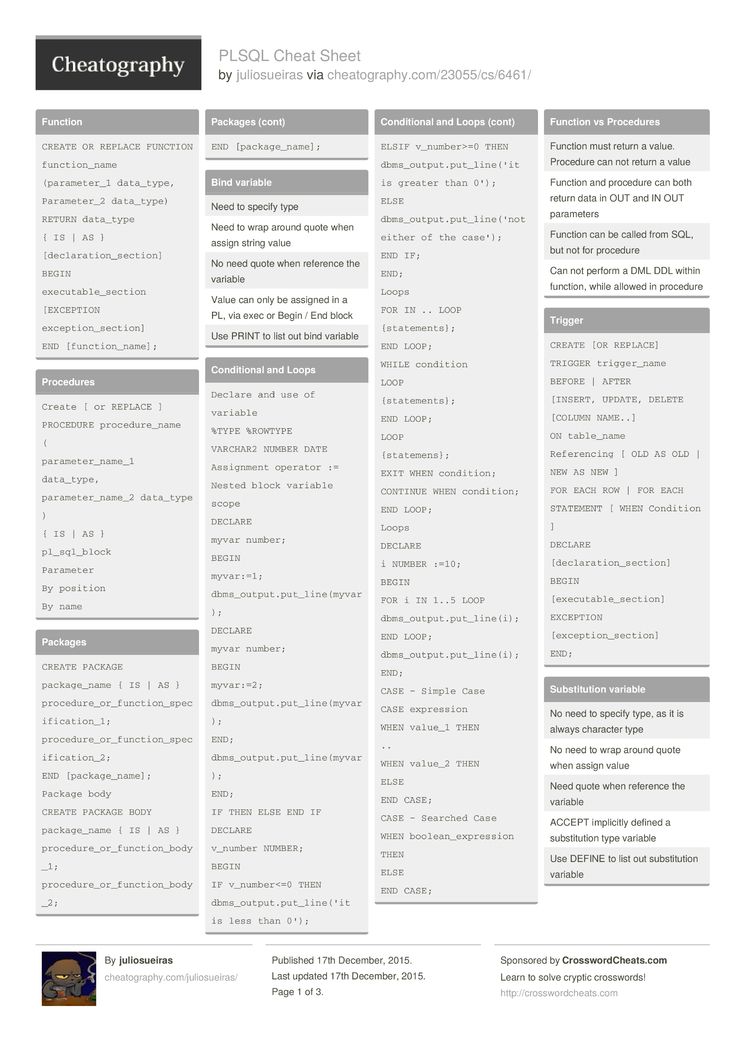 Cheatography
PLSQL Cheat Sheet
by juliosueiras via cheatography.com/23055/cs/6461/
Function
CREATE OR REPLACE FUNCTION
function_name
(parameter_1 data_type,
Parameter_2 data_type)
RETURN data_type
{ IS | AS }
[declaration_section]
BEGIN
executable_section
[EXCEPTION
exception_section]
END [function_name];
Procedures
Create [ or REPLACE ]
PROCEDURE procedure_name
(
parameter_name_1
data_type,
parameter_name_2 data_type
)
{ IS | AS }
pl_sql_block
Parameter
By position
By name
Packages
CREATE PACKAGE
package_name { IS | AS }
procedure_or_function_spec
ification_1;
procedure_or_function_spec
ification_2;
END [package_name];
Package body
CREATE PACKAGE BODY
package_name { IS | AS }
procedure_or_function_body
_1;
procedure_or_function_body
_2;
Packages (cont)
END [package_name];
Bind variable
Need to specify type
Need to wrap around quote when
assign string value
No need quote when reference the
variable
Value can only be assigned in a
PL, via exec or Begin / End block
Use PRINT to list out bind variable
Conditional and Loops
Declare and use of
variable
%TYPE %ROWTYPE
VARCHAR2 NUMBER DATE
Assignment operator :=
Nested block variable
scope
DECLARE
myvar number;
BEGIN
myvar:=1;
dbms_output.put_line(myvar
);
DECLARE
myvar number;
BEGIN
myvar:=2;
dbms_output.put_line(myvar
);
END;
dbms_output.put_line(myvar
);
END;
IF THEN ELSE END IF
DECLARE
v_number NUMBER;
BEGIN
IF v_number<=0 THEN
dbms_output.put_line('it
is less than 0');
Conditional and Loops (cont)
ELSIF v_number>=0 THEN
dbms_output.put_line('it
is greater than 0');
ELSE
dbms_output.put_line('not
either of the case');
END IF;
END;
Loops
FOR IN .. LOOP
{statements};
END LOOP;
WHILE condition
LOOP
{statements};
END LOOP;
LOOP
{statemens};
EXIT WHEN condition;
CONTINUE WHEN condition;
END LOOP;
Loops
DECLARE
i NUMBER :=10;
BEGIN
FOR i IN 1..5 LOOP
dbms_output.put_line(i);
END LOOP;
dbms_output.put_line(i);
END;
CASE - Simple Case
CASE expression
WHEN value_1 THEN
..
WHEN value_2 THEN
ELSE
END CASE;
CASE - Searched Case
WHEN boolean_expression
THEN
ELSE
END CASE;
Function vs Procedures
Function must return a value.
Procedure can not return a value
Function and procedure can both
return data in OUT and IN OUT
parameters
Function can be called from SQL,
but not for procedure
Can not perform a DML DDL within
function, while allowed in procedure
Trigger
CREATE [OR REPLACE]
TRIGGER trigger_name
BEFORE | AFTER
[INSERT, UPDATE, DELETE
[COLUMN NAME..]
ON table_name
Referencing [ OLD AS OLD |
NEW AS NEW ]
FOR EACH ROW | FOR EACH
STATEMENT [ WHEN Condition
]
DECLARE
[declaration_section]
BEGIN
[executable_section]
EXCEPTION
[exception_section]
END;
Substitution variable
No need to specify type, as it is
always character type
No need to wrap around quote
when assign value
Need quote when reference the
variable
ACCEPT implicitly defined a
substitution type variable
Use DEFINE to list out substitution
variable
By juliosueiras
cheatography.com/juliosueiras/
Published 17th December, 2015.
Last updated 17th December, 2015.
Page 1 of 3.
Sponsored by CrosswordCheats.com
Learn to solve cryptic crosswords!
http://crosswordcheats.com